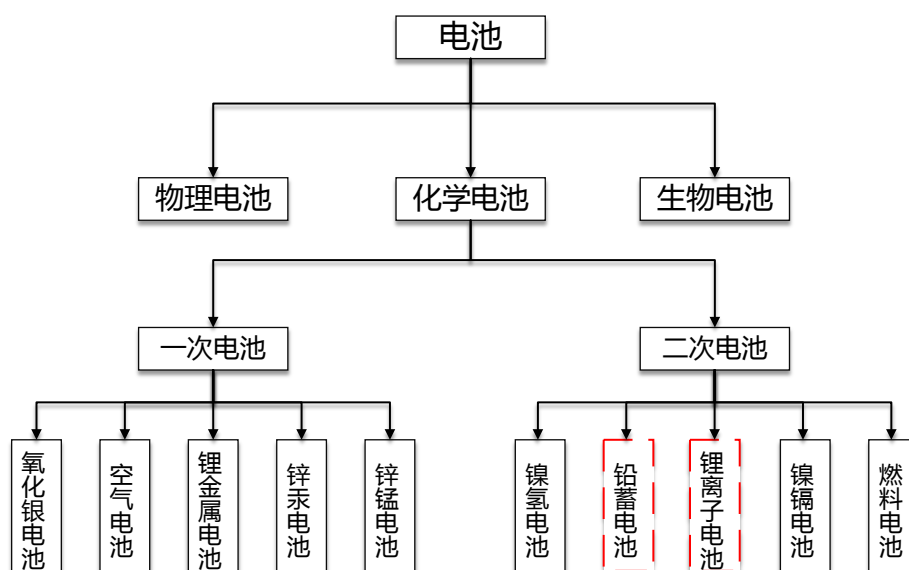 电池
物理电池
化学电池
生物电池
一次电池
二次电池
氧化银电池
空气电池
锂金属电池
锌汞电池
锌锰电池
镍氢电池
铅蓄电池
锂离子电池
镍镉电池
燃料电池